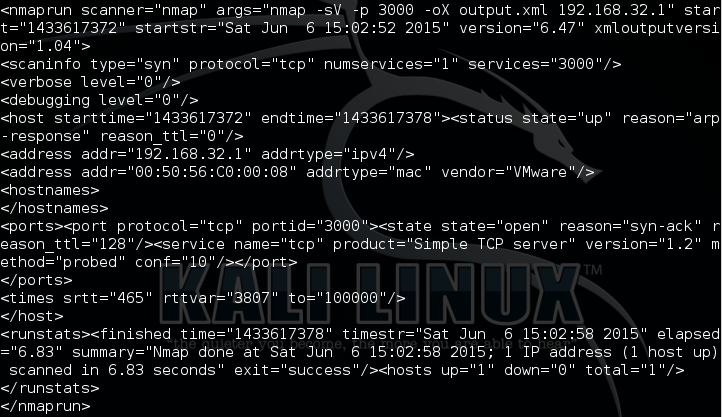 <nmaprun scanner="nmap" args="nmap -sV -p 3000 -oX output.xml 192.168.32.1" star
t="1433617372" startstr="Sat Jun  6 15:02:52 2015" version="6.47" xmloutputversi
on="1.04">
<scaninfo type="syn" protocol="tcp" numservices="1" services="3000"/>
<verbose level="0"/>
<debugging level="0"/>
<host starttime="1433617372" endtime="1433617378"><status state="up" reason="arp
-response" reason_ttl="0"/>
<address addr="192.168.32.1" addrtype="ipv4"/>
<address addr="00:50:56:C0:00:08" addrtype="mac" vendor="VMware"/>
<hostnames>
</hostnames>
<ports><port protocol="tcp" portid="3000"><state state="open" reason="syn-ack" r
eason_ttl="128"/><service name="tcp" product="Simple TCP server" version="1.2" m
ethod="probed" conf="10"/></port>
</ports>
KALI LINUX™
<times srtt="465" rttvar="3807" to="100000"/>
</host>
<runstats><finished time="1433617378" timestr="Sat Jun  6 15:02:58 2015" elapsed
="6.83" summary="Nmap done at Sat Jun  6 15:02:58 2015; 1 IP address (1 host up)
 scanned in 6.83 seconds" exit="success"/><hosts up="1" down="0" total="1"/>
</runstats>
</nmaprun>